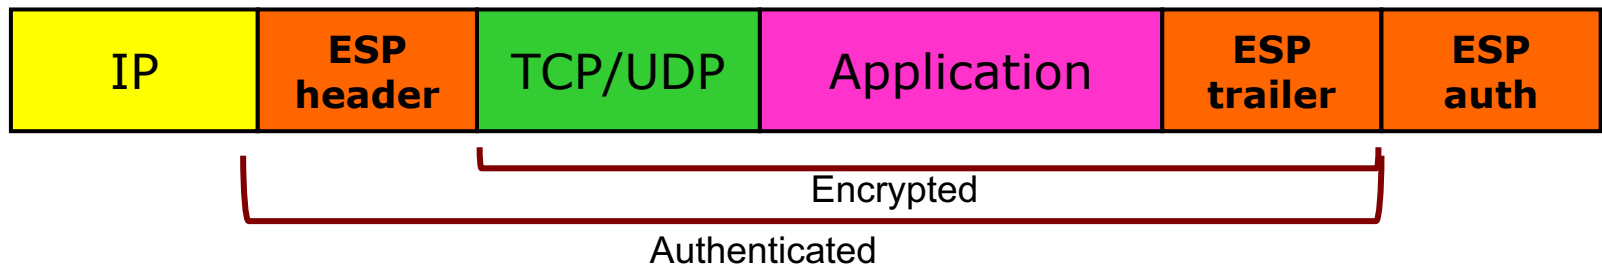 IP
ESP
header
TCP/UDP
Application
ESP
trailer
ESP
auth
Encrypted
Authenticated